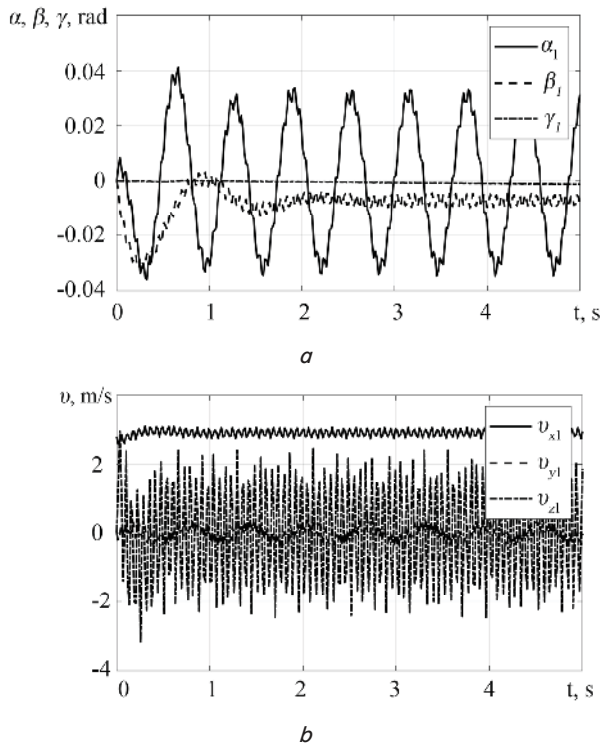 α, β, γ, rad
α1
β1
γ1
0.04
0.02
0
-0.02
-0.04
0 1 2 3 4 t, s
a
υ, m/s
υx1
υy1
υz1
2
0
-2
-4
0 1 2 3 4 t, s
b